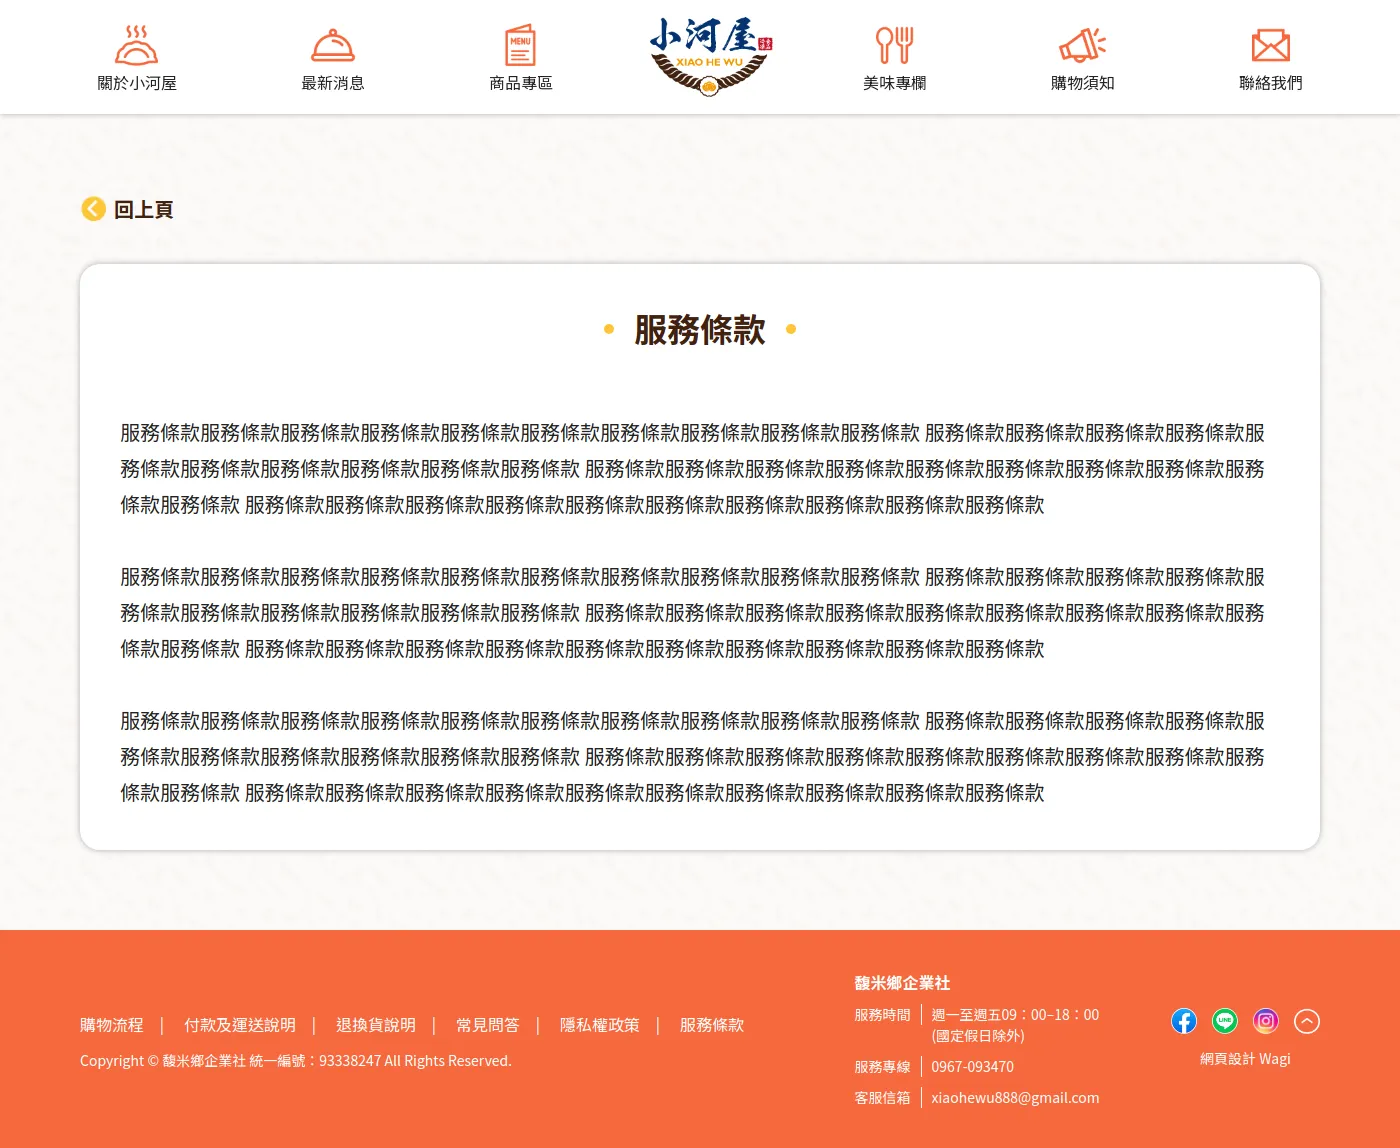 關於小河屋
最新消息
MENU
商品專區
小河屋
XIAO HE WU
美味專欄
購物須知
聯絡我們
回上頁
服務條款
服務條款服務條款服務條款服務條款服務條款服務條款服務條款服務條款服務條款服務條款 服務條款服務條款服務條款服務條款服
務條款服務條款服務條款服務條款服務條款服務條款 服務條款服務條款服務條款服務條款服務條款服務條款服務條款服務條款服務
條款服務條款 服務條款服務條款服務條款服務條款服務條款服務條款服務條款服務條款服務條款服務條款
服務條款服務條款服務條款服務條款服務條款服務條款服務條款服務條款服務條款服務條款 服務條款服務條款服務條款服務條款服
務條款服務條款服務條款服務條款服務條款服務條款 服務條款服務條款服務條款服務條款服務條款服務條款服務條款服務條款服務
條款服務條款 服務條款服務條款服務條款服務條款服務條款服務條款服務條款服務條款服務條款服務條款
服務條款服務條款服務條款服務條款服務條款服務條款服務條款服務條款服務條款服務條款 服務條款服務條款服務條款服務條款服
務條款服務條款服務條款服務條款服務條款服務條款 服務條款服務條款服務條款服務條款服務條款服務條款服務條款服務條款服務
條款服務條款 服務條款服務條款服務條款服務條款服務條款服務條款服務條款服務條款服務條款服務條款
購物流程 | 付款及運送說明 | 退換貨說明 | 常見問答 | 隱私權政策 | 服務條款
Copyright © 馥米鄉企業社 統一編號：93338247 All Rights Reserved.
馥米鄉企業社
服務時間 週一至週五09：00~18：00
(國定假日除外)
服務專線 0967-093470
客服信箱 xiaohewu888@gmail.com
LINE
網頁設計 Wagi